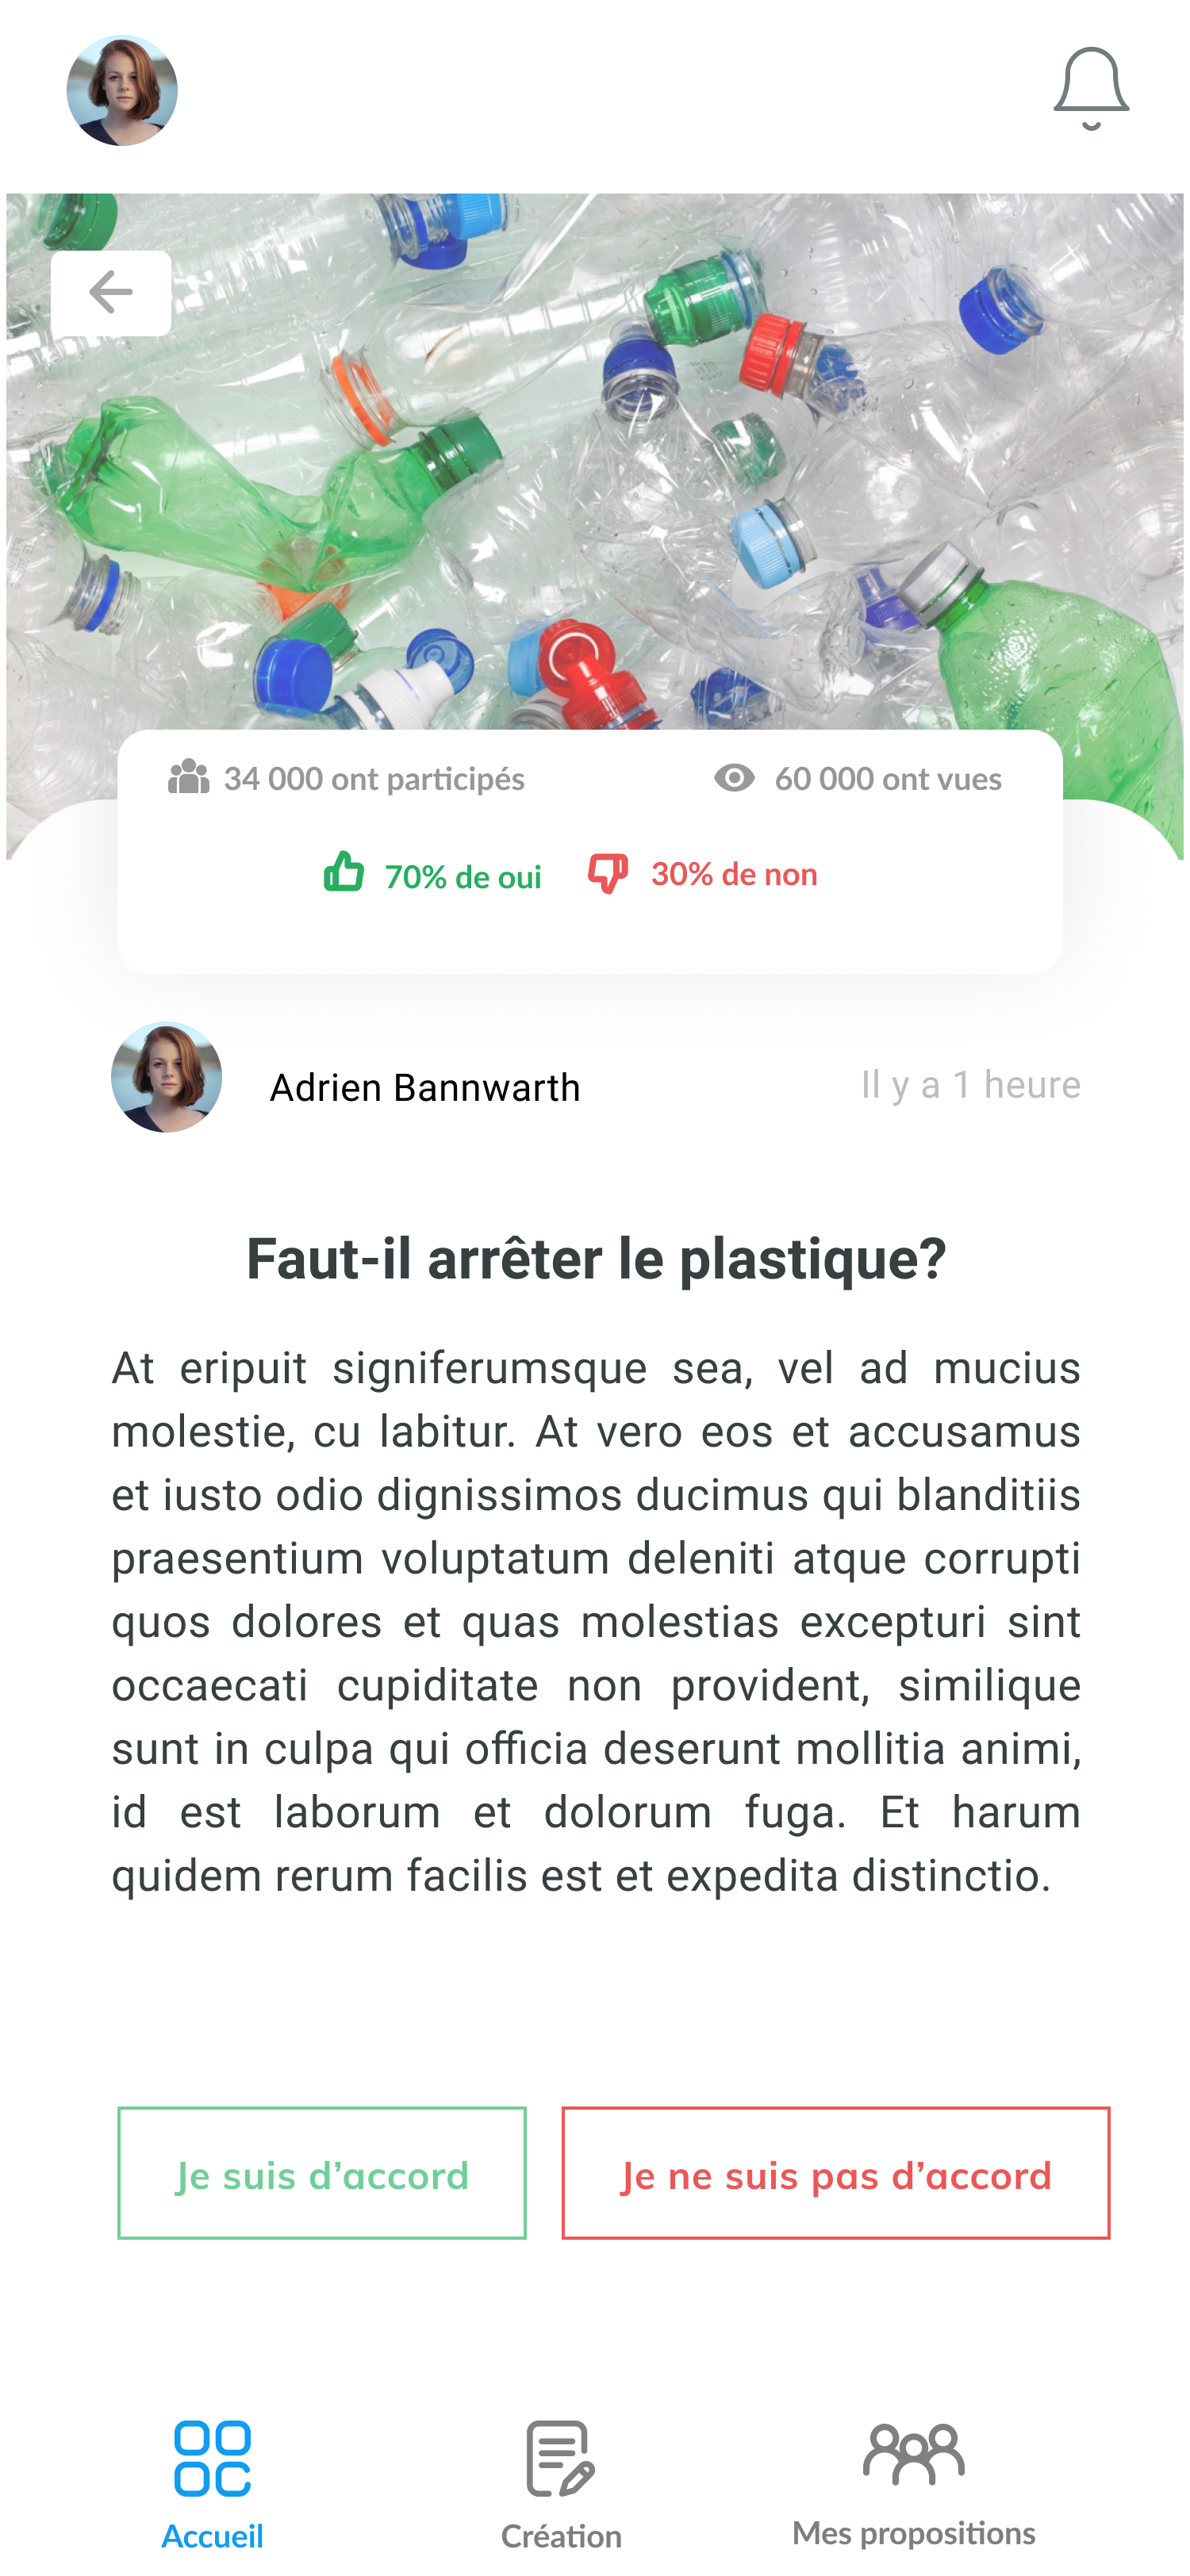 34 000 ont participés
60 000 ont vues
70% de oui
30% de non
Adrien Bannwarth
Il y a 1 heure
Faut-il arrêter le plastique?
At eripuit signiferumsque sea, vel ad mucius
molestie, cu labitur. At vero eos et accusamus
et iusto odio dignissimos ducimus qui blanditiis
praesentium voluptatum deleniti atque corrupti
quos dolores et quas molestias excepturi sint
occaecati cupiditate non provident, similique
sunt in culpa qui officia deserunt mollitia animi,
id est laborum et dolorum fuga. Et harum
quidem rerum facilis est et expedita distinctio.
Je suis d’accord
Je ne suis pas d’accord
Accueil
Création
Mes propositions